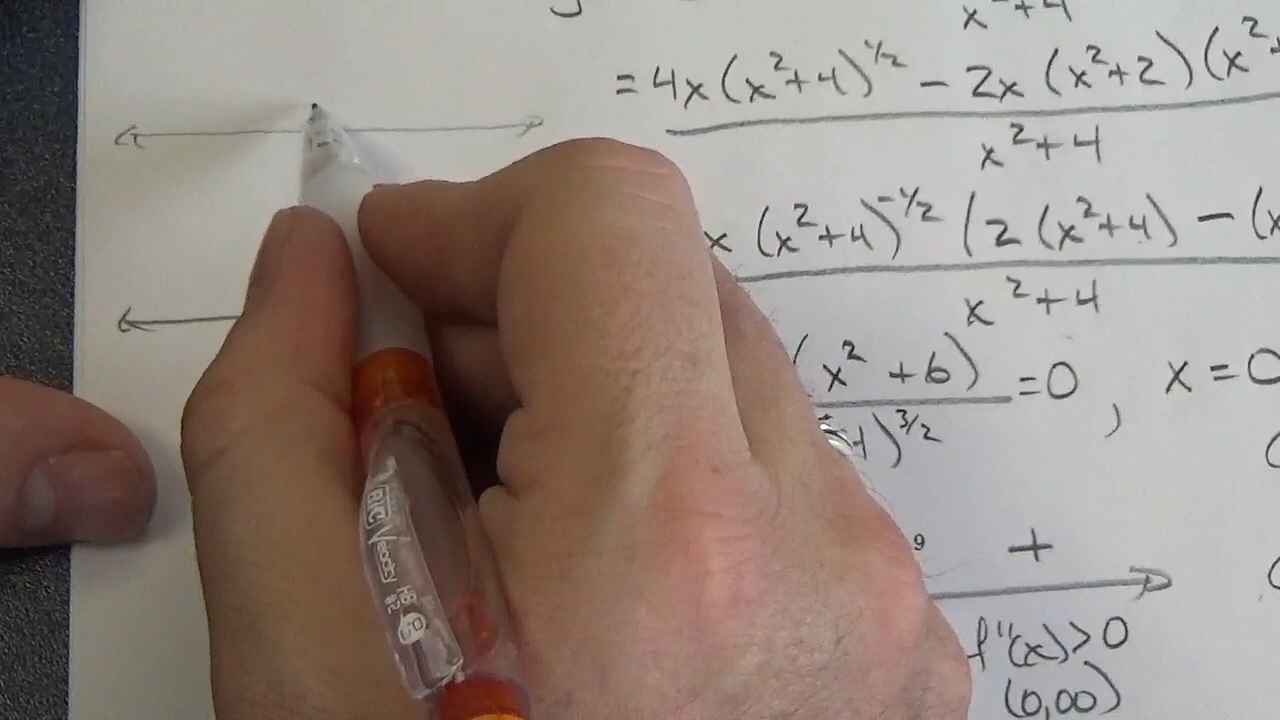 x²+4
= 4x(x²+4)^½ − 2x(x²+2)(x²+
x²+4
x(x²+4)^-½ (2(x²+4) − (x
x²+4
(x²+6) =0, x=0
)^3/2
+
f"(x)>0
(0,∞)
BIC Velocity
HB
#2
0.9
9